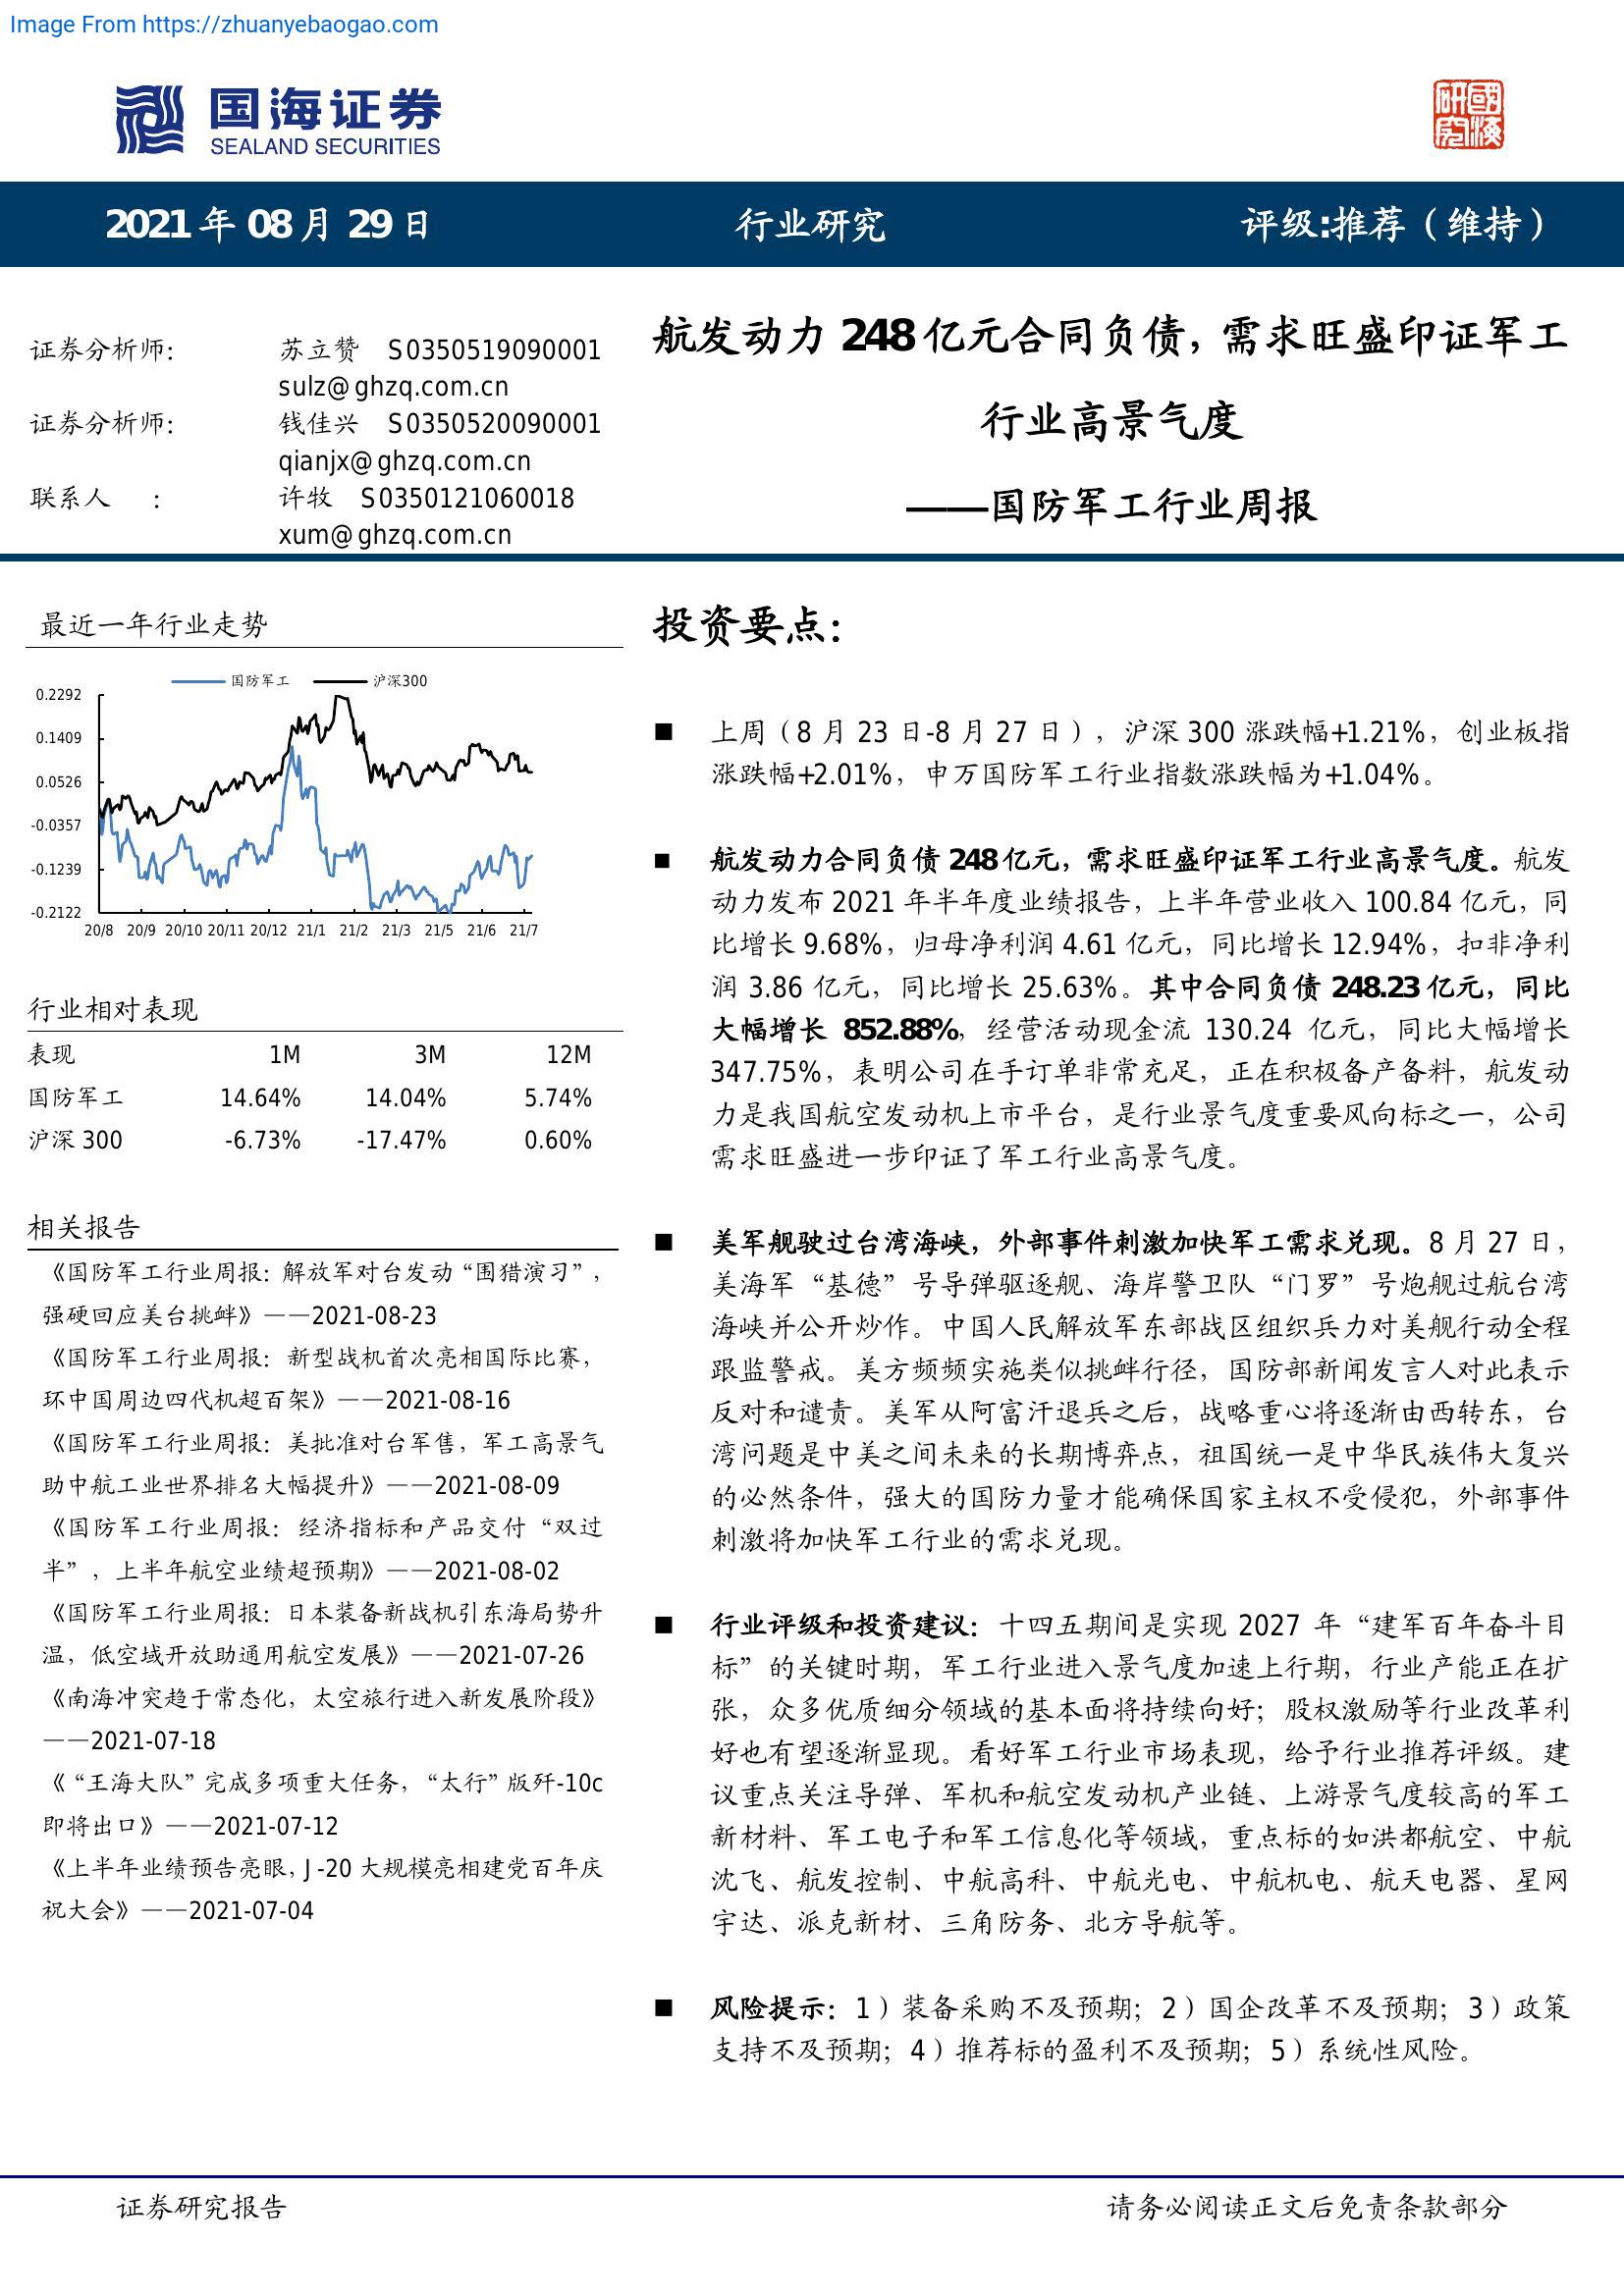 Image From https://zhuanyebaogao.com
国海证券
SEALAND SECURITIES
研國
究海
2021 年 08 月 29 日
行业研究
评级:推荐（维持）
证券分析师: 苏立赞 S0350519090001
sulz@ghzq.com.cn
证券分析师: 钱佳兴 S0350520090001
qianjx@ghzq.com.cn
联系人 : 许牧 S0350121060018
xum@ghzq.com.cn
航发动力 248 亿元合同负债，需求旺盛印证军工
行业高景气度
——国防军工行业周报
最近一年行业走势
国防军工 沪深300
0.2292
0.1409
0.0526
-0.0357
-0.1239
-0.2122
20/8 20/9 20/10 20/11 20/12 21/1 21/2 21/3 21/5 21/6 21/7
行业相对表现
表现 1M 3M 12M
国防军工 14.64% 14.04% 5.74%
沪深 300 -6.73% -17.47% 0.60%
相关报告
《国防军工行业周报：解放军对台发动“围猎演习”，
强硬回应美台挑衅》——2021-08-23
《国防军工行业周报：新型战机首次亮相国际比赛，
环中国周边四代机超百架》——2021-08-16
《国防军工行业周报：美批准对台军售，军工高景气
助中航工业世界排名大幅提升》——2021-08-09
《国防军工行业周报：经济指标和产品交付“双过
半”，上半年航空业绩超预期》——2021-08-02
《国防军工行业周报：日本装备新战机引东海局势升
温，低空域开放助通用航空发展》——2021-07-26
《南海冲突趋于常态化，太空旅行进入新发展阶段》
——2021-07-18
《“王海大队”完成多项重大任务，“太行”版歼-10c
即将出口》——2021-07-12
《上半年业绩预告亮眼，J-20 大规模亮相建党百年庆
祝大会》——2021-07-04
投资要点：
■ 上周（8 月 23 日-8 月 27 日），沪深 300 涨跌幅+1.21%，创业板指
涨跌幅+2.01%，申万国防军工行业指数涨跌幅为+1.04%。
■ 航发动力合同负债 248 亿元，需求旺盛印证军工行业高景气度。航发
动力发布 2021 年半年度业绩报告，上半年营业收入 100.84 亿元，同
比增长 9.68%，归母净利润 4.61 亿元，同比增长 12.94%，扣非净利
润 3.86 亿元，同比增长 25.63%。其中合同负债 248.23 亿元，同比
大幅增长 852.88%，经营活动现金流 130.24 亿元，同比大幅增长
347.75%，表明公司在手订单非常充足，正在积极备产备料，航发动
力是我国航空发动机上市平台，是行业景气度重要风向标之一，公司
需求旺盛进一步印证了军工行业高景气度。
■ 美军舰驶过台湾海峡，外部事件刺激加快军工需求兑现。8 月 27 日，
美海军“基德”号导弹驱逐舰、海岸警卫队“门罗”号炮舰过航台湾
海峡并公开炒作。中国人民解放军东部战区组织兵力对美舰行动全程
跟监警戒。美方频频实施类似挑衅行径，国防部新闻发言人对此表示
反对和谴责。美军从阿富汗退兵之后，战略重心将逐渐由西转东，台
湾问题是中美之间未来的长期博弈点，祖国统一是中华民族伟大复兴
的必然条件，强大的国防力量才能确保国家主权不受侵犯，外部事件
刺激将加快军工行业的需求兑现。
■ 行业评级和投资建议：十四五期间是实现 2027 年“建军百年奋斗目
标”的关键时期，军工行业进入景气度加速上行期，行业产能正在扩
张，众多优质细分领域的基本面将持续向好；股权激励等行业改革利
好也有望逐渐显现。看好军工行业市场表现，给予行业推荐评级。建
议重点关注导弹、军机和航空发动机产业链、上游景气度较高的军工
新材料、军工电子和军工信息化等领域，重点标的如洪都航空、中航
沈飞、航发控制、中航高科、中航光电、中航机电、航天电器、星网
宇达、派克新材、三角防务、北方导航等。
■ 风险提示：1）装备采购不及预期；2）国企改革不及预期；3）政策
支持不及预期；4）推荐标的盈利不及预期；5）系统性风险。
证券研究报告
请务必阅读正文后免责条款部分